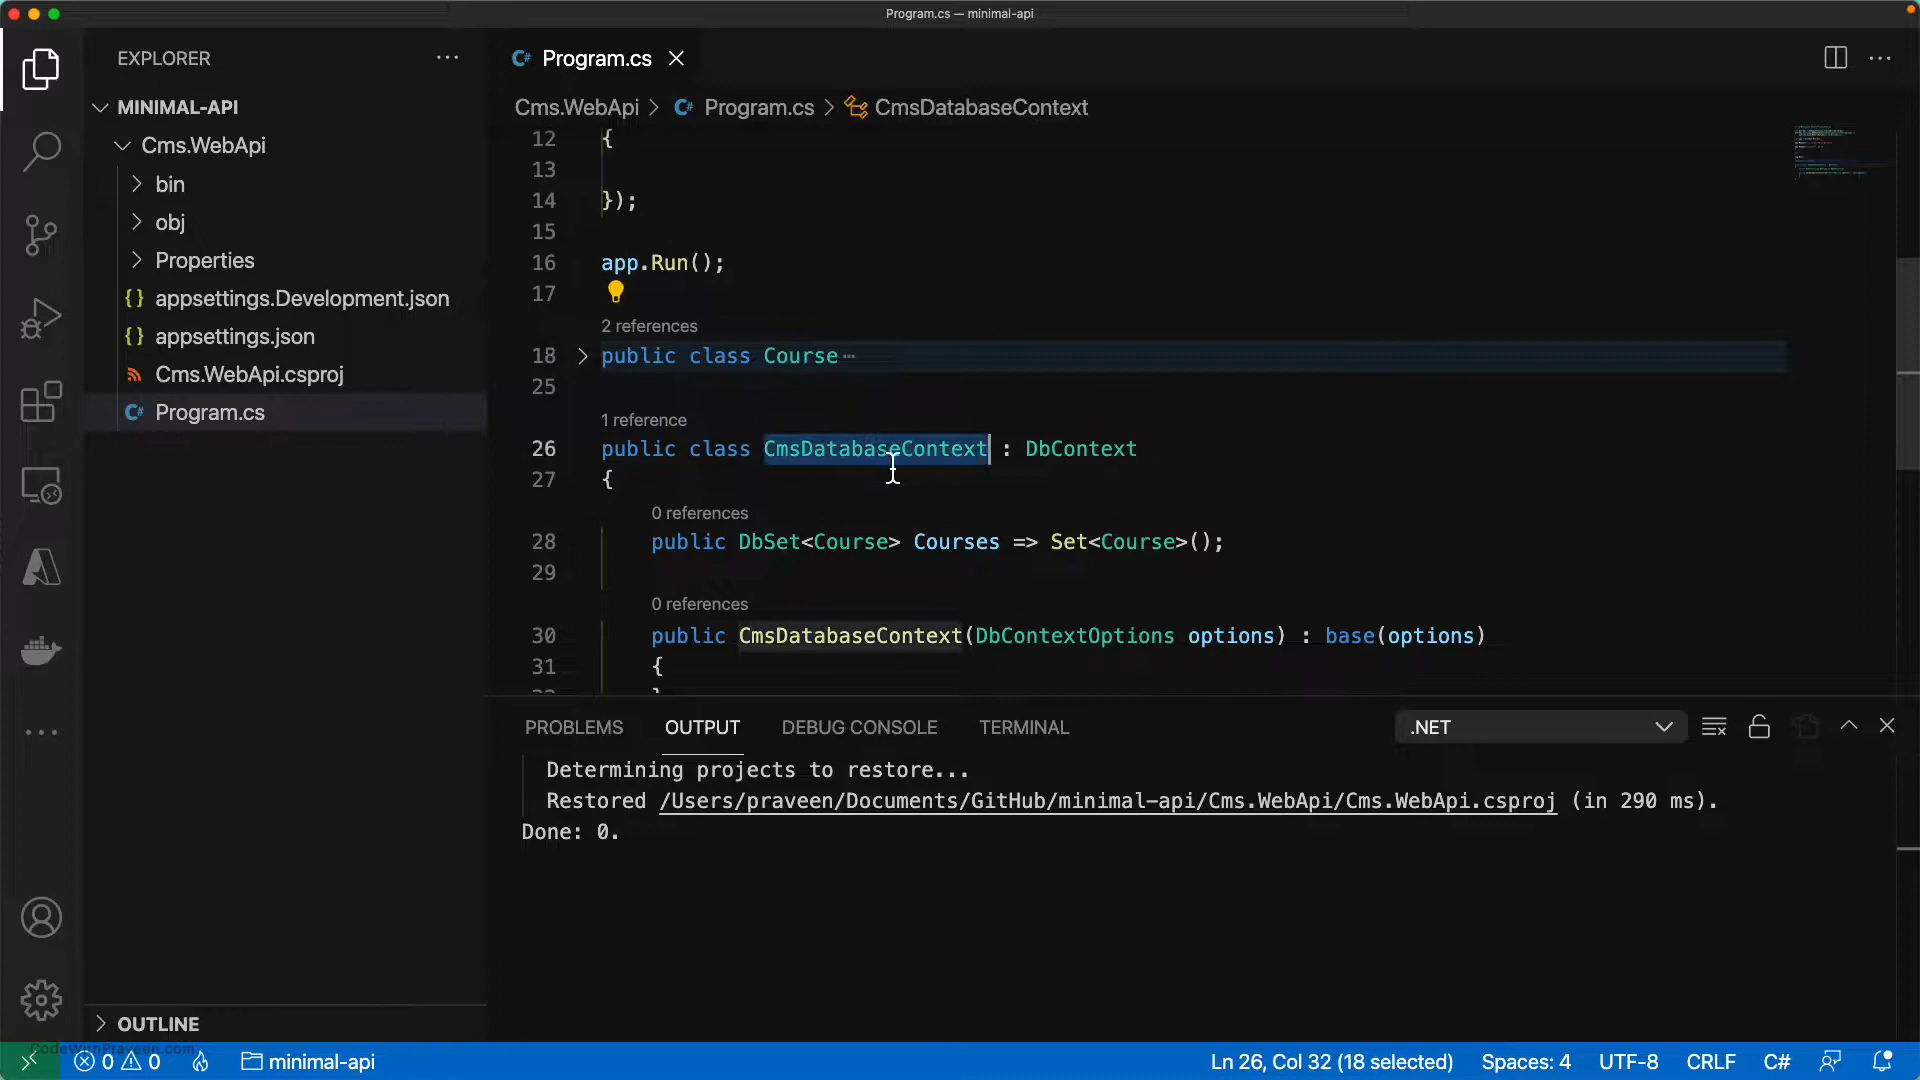 Program.cs — minimal-api
EXPLORER
Program.cs
MINIMAL-API
Cms.WebApi > Program.cs > CmsDatabaseContext
Cms.WebApi
bin
obj
Properties
appsettings.Development.json
appsettings.json
Cms.WebApi.csproj
Program.cs
12 {
13
14 });
15
16 app.Run();
17
2 references
18 public class Course
25
1 reference
26 public class CmsDatabaseContext : DbContext
27 {
0 references
28 public DbSet<Course> Courses => Set<Course>();
29
0 references
30 public CmsDatabaseContext(DbContextOptions options) : base(options)
31 {
PROBLEMS OUTPUT DEBUG CONSOLE TERMINAL .NET
Determining projects to restore...
Restored /Users/praveen/Documents/GitHub/minimal-api/Cms.WebApi/Cms.WebApi.csproj (in 290 ms).
Done: 0.
OUTLINE
CodeWithPraveen.com
0 0 minimal-api Ln 26, Col 32 (18 selected) Spaces: 4 UTF-8 CRLF C#